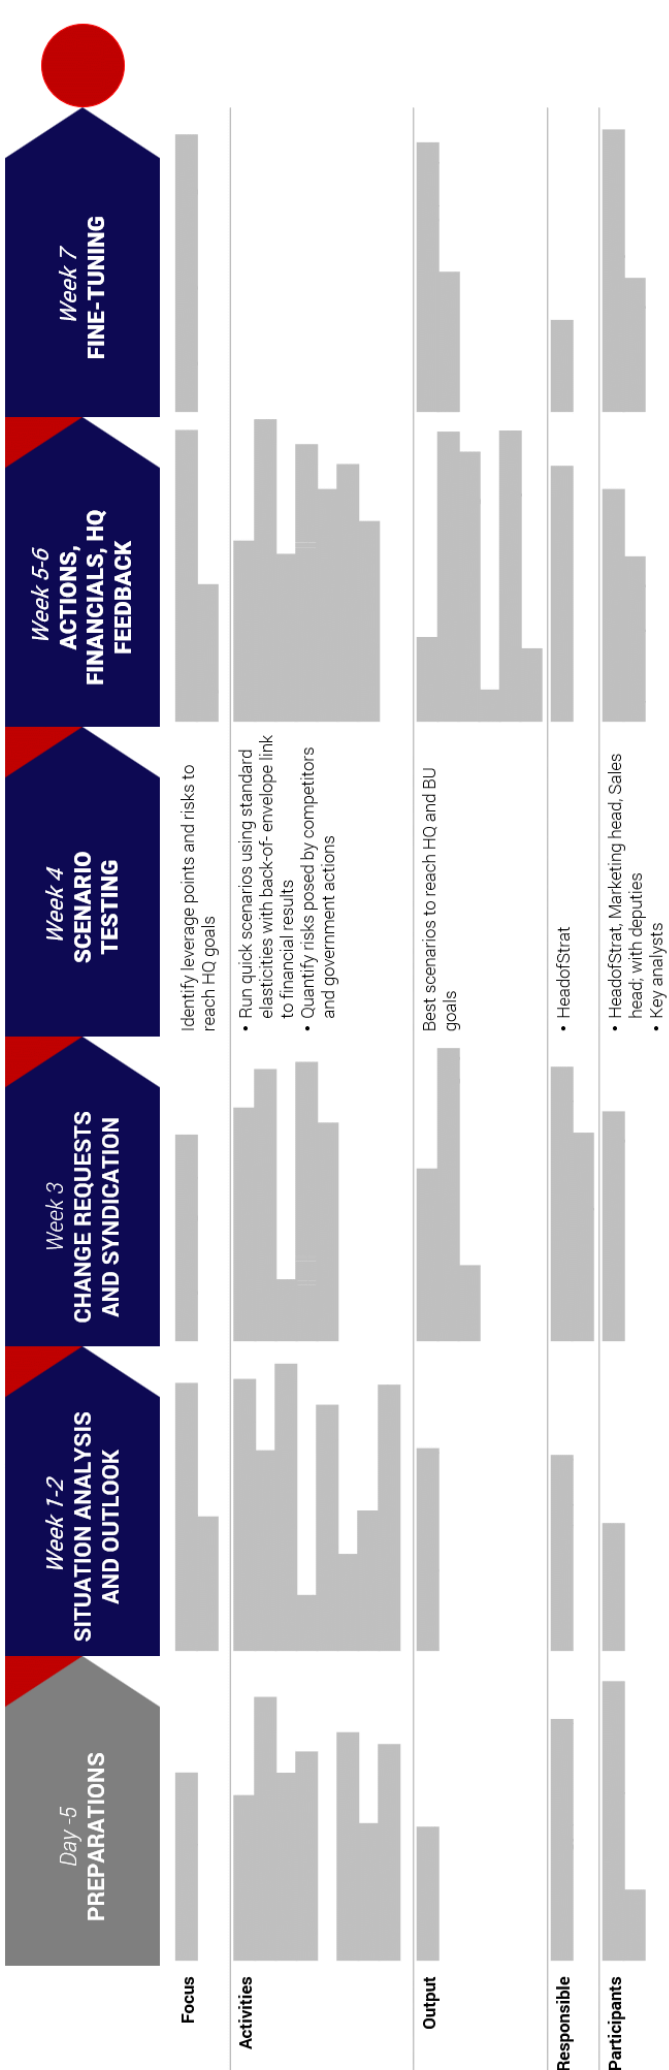 Day -5
PREPARATIONS
Week 1-2
SITUATION ANALYSIS
AND OUTLOOK
Week 3
CHANGE REQUESTS
AND SYNDICATION
Week 4
SCENARIO
TESTING
Week 5-6
ACTIONS,
FINANCIALS, HQ
FEEDBACK
Week 7
FINE-TUNING
Focus
Identify leverage points and risks to
reach HQ goals
Activities
• Run quick scenarios using standard
elasticities with back-of- envelope link
to financial results
• Quantify risks posed by competitors
and government actions
Output
Best scenarios to reach HQ and BU
goals
Responsible
• HeadofStrat
Participants
• HeadofStrat, Marketing head, Sales
head; with deputies
• Key analysts